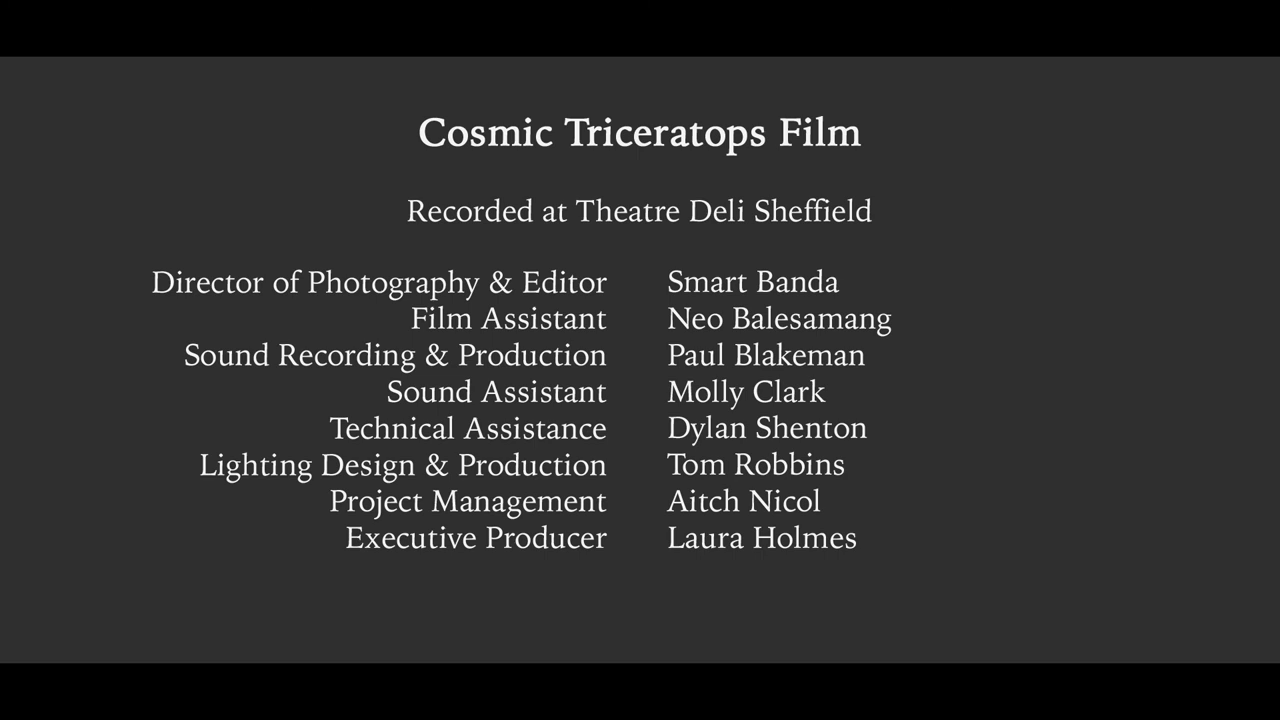 Cosmic Triceratops Film
Recorded at Theatre Deli Sheffield
Director of Photography & Editor Smart Banda
Film Assistant Neo Balesamang
Sound Recording & Production Paul Blakeman
Sound Assistant Molly Clark
Technical Assistance Dylan Shenton
Lighting Design & Production Tom Robbins
Project Management Aitch Nicol
Executive Producer Laura Holmes